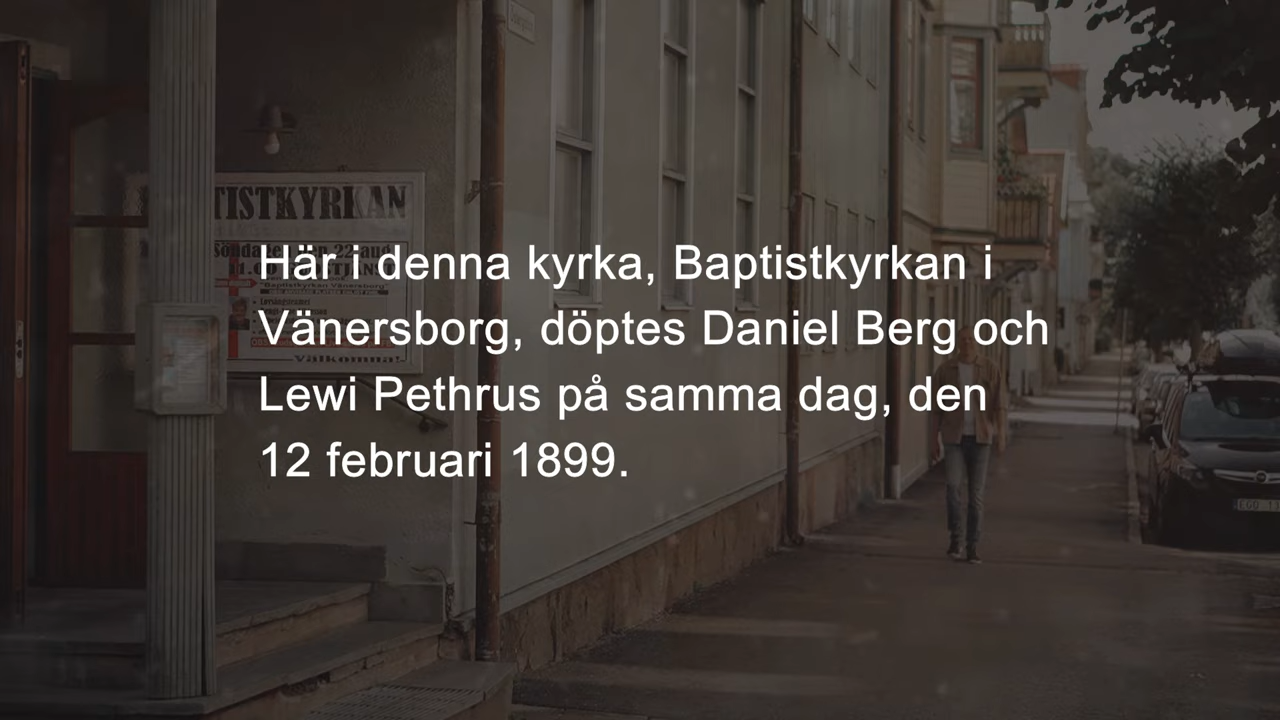 TISTKYRKAN
Här i denna kyrka, Baptistkyrkan i
Vänersborg, döptes Daniel Berg och
Lewi Pethrus på samma dag, den
12 februari 1899.
Välkomna!